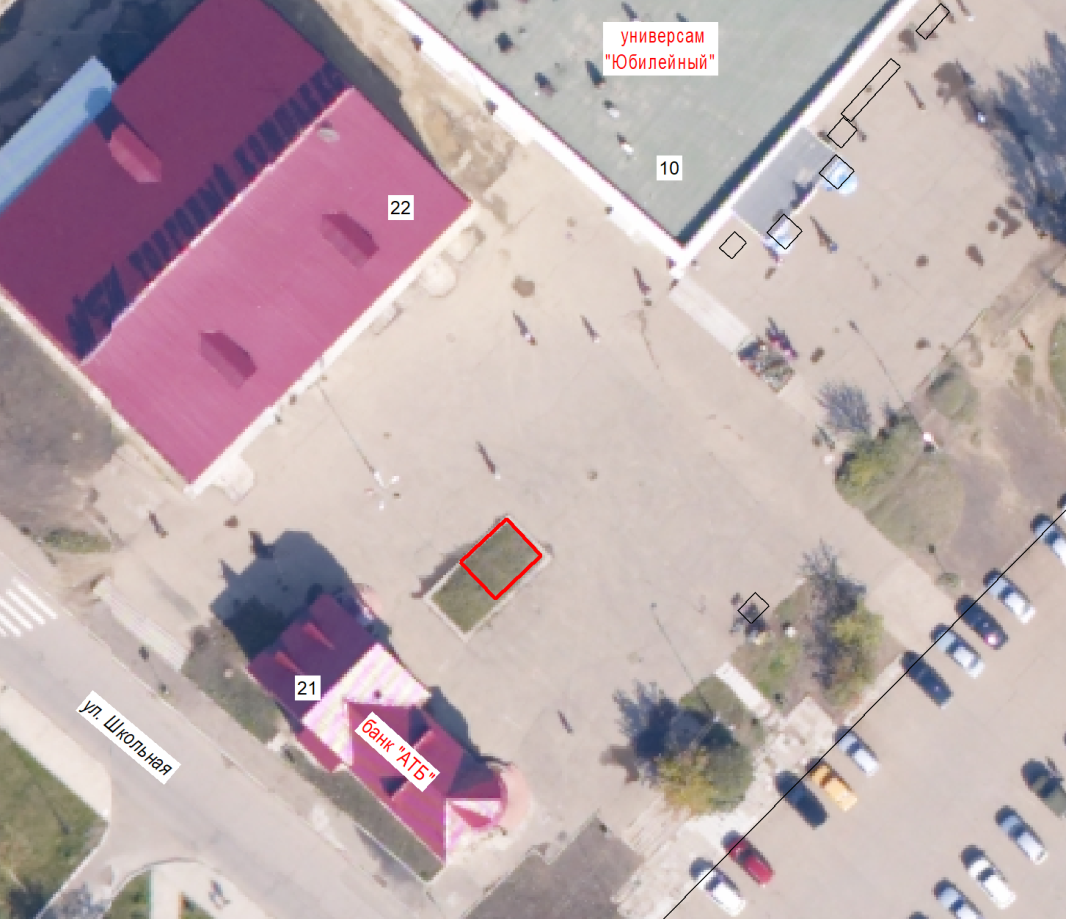 универсам
"Юбилейный"
10
22
21
банк "АТБ"
ул. Школьная